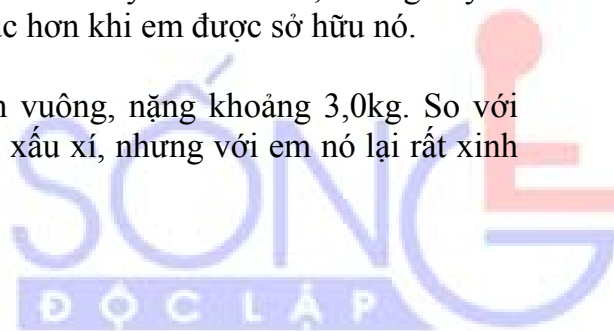 hơn khi em được sở hữu nó.
vuông, nặng khoảng 3,0kg. So với
xấu xí, nhưng với em nó lại rất xinh
SỐNG
ĐỘC LẬP